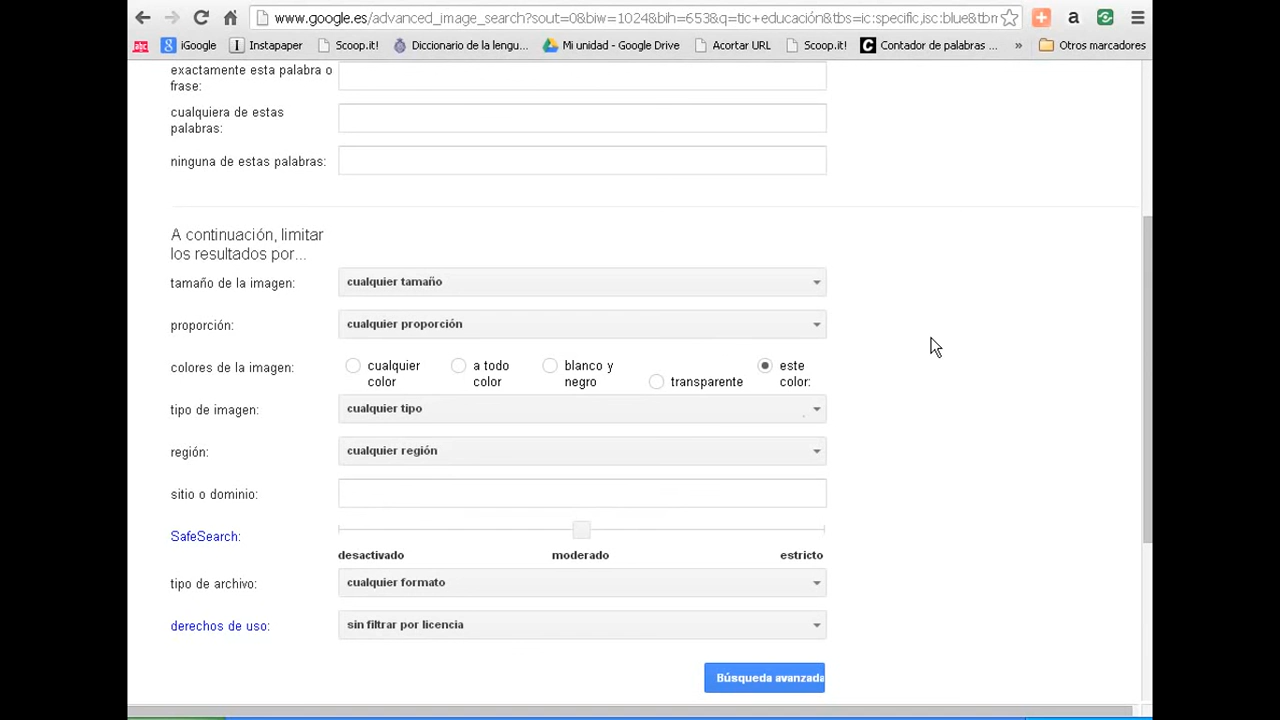 www.google.es/advanced_image_search?sout=0&biw=1024&bih=653&q=tic+educación&tbs=ic:specific,isc:blue&tbm
a
abc iGoogle I Instapaper Scoop.it! Diccionario de la lengu... Mi unidad - Google Drive Acortar URL Scoop.it! C Contador de palabras ... » Otros marcadores
exactamente esta palabra o
frase:
cualquiera de estas
palabras:
ninguna de estas palabras:
A continuación, limitar
los resultados por...
tamaño de la imagen: cualquier tamaño
proporción: cualquier proporción
colores de la imagen: cualquier color a todo color blanco y negro transparente este color:
tipo de imagen: cualquier tipo
región: cualquier región
sitio o dominio:
SafeSearch:
desactivado moderado estricto
tipo de archivo: cualquier formato
derechos de uso: sin filtrar por licencia
Búsqueda avanzada